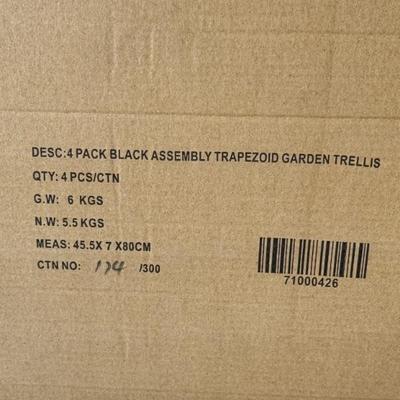 DESC:4 PACK BLACK ASSEMBLY TRAPEZOID GARDEN TRELLIS
QTY: 4 PCS/CTN
G.W: 6 KGS
N.W: 5.5 KGS
MEAS: 45.5X 7 X80CM
CTN NO: 174 /300
71000426